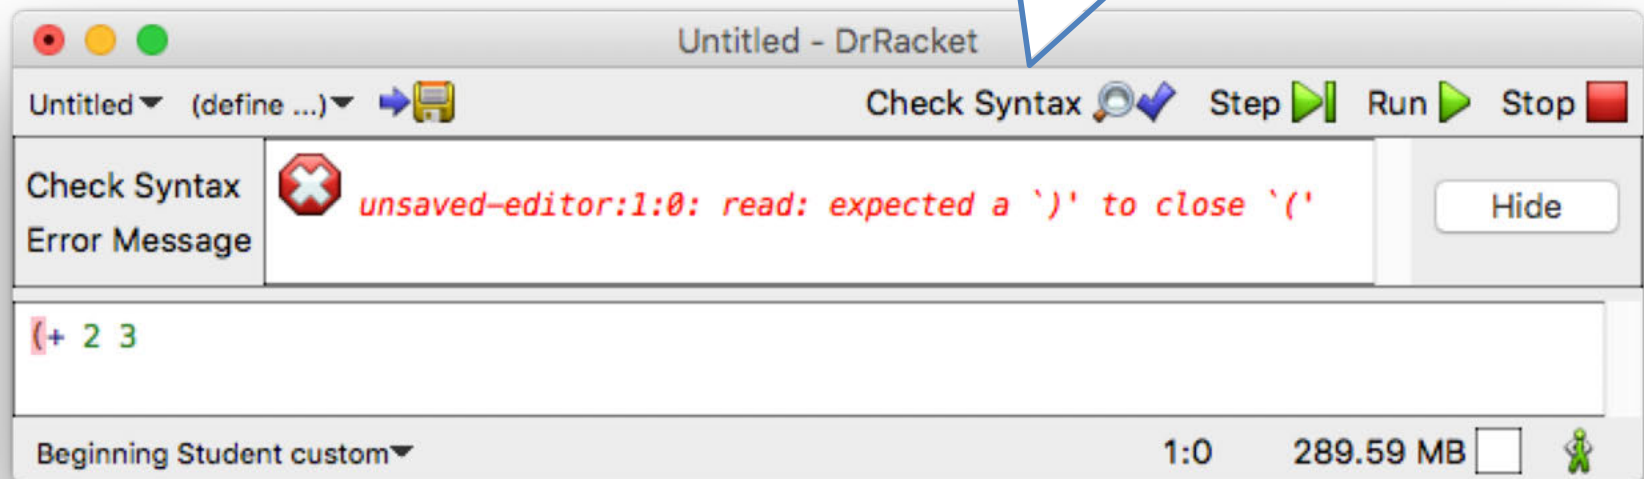 Untitled - DrRacket
Untitled (define ...) Check Syntax Step Run Stop
Check Syntax
Error Message
unsaved-editor:1:0: read: expected a `)' to close `('
Hide
(+ 2 3
Beginning Student custom 1:0 289.59 MB